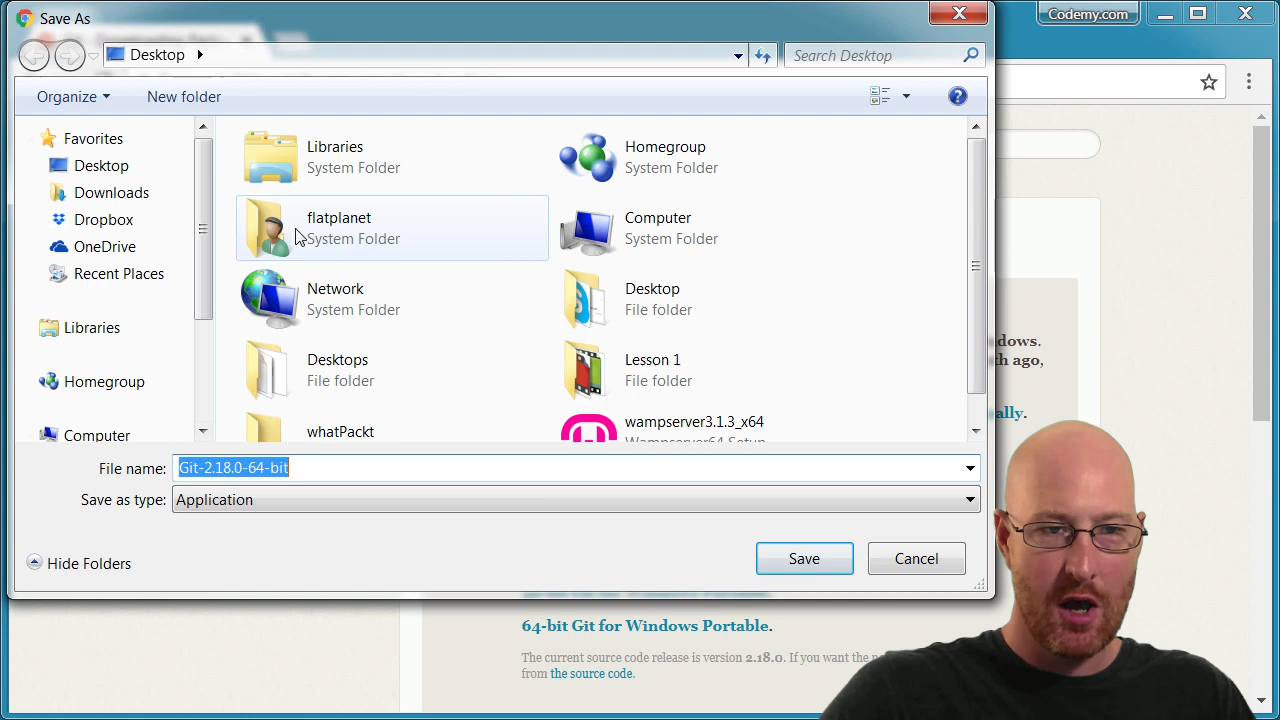 Save As
Codemy.com
Desktop
Search Desktop
Organize
New folder
Favorites
Desktop
Downloads
Dropbox
OneDrive
Recent Places
Libraries
Homegroup
Computer
Libraries
System Folder
Homegroup
System Folder
flatplanet
System Folder
Computer
System Folder
Network
System Folder
Desktop
File folder
Desktops
File folder
Lesson 1
File folder
whatPackt
wampserver3.1.3_x64
Wampserver64 Setup
File name:
Git-2.18.0-64-bit
Save as type:
Application
Hide Folders
Save
Cancel
dows.
h ago,
ally.
64-bit Git for Windows Portable.
The current source code release is version 2.18.0. If you want the
from the source code.